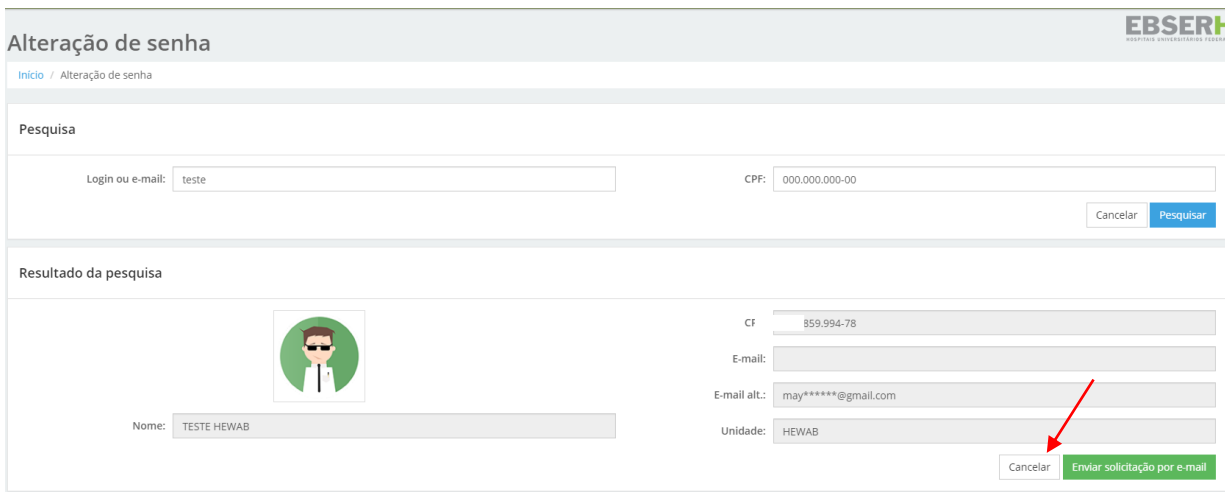 EBSERH
HOSPITAIS UNIVERSITÁRIOS FEDERA
Alteração de senha
Início / Alteração de senha
Pesquisa
Login ou e-mail: teste
CPF: 000.000.000-00
Cancelar Pesquisar
Resultado da pesquisa
CF 859.994-78
E-mail:
E-mail alt.: may******@gmail.com
Nome: TESTE HEWAB
Unidade: HEWAB
Cancelar Enviar solicitação por e-mail